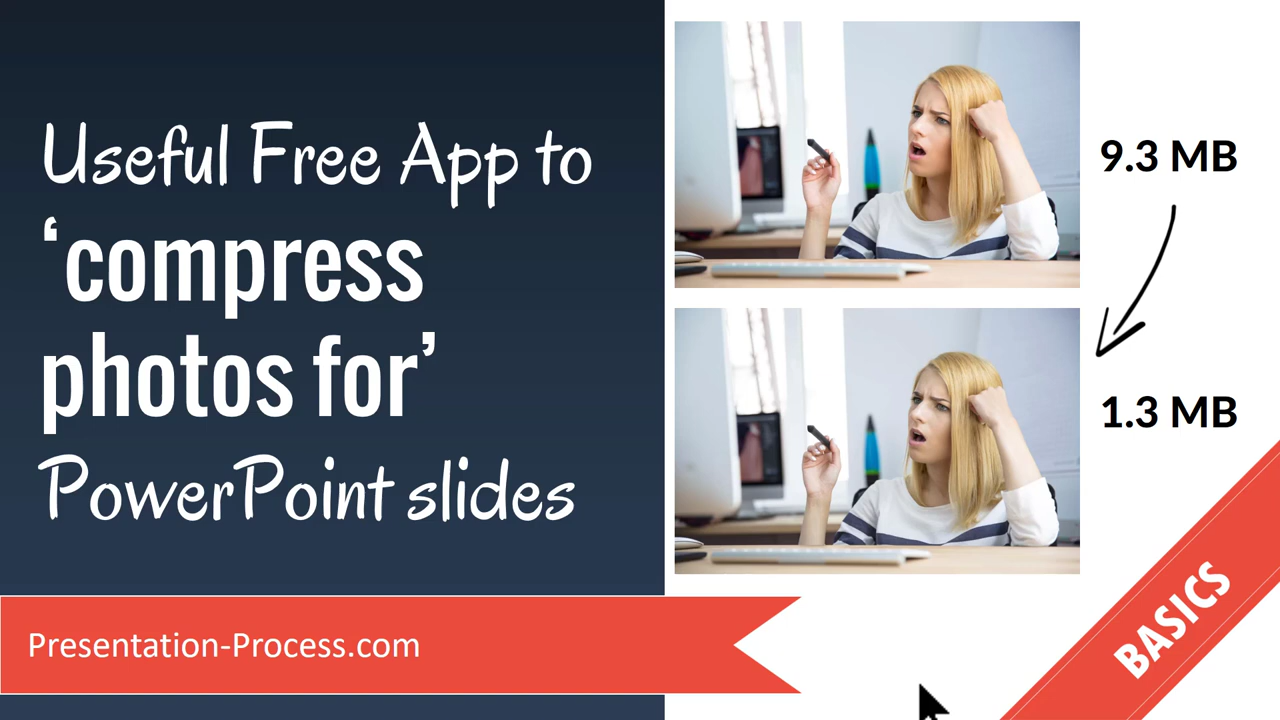 Useful Free App to
‘compress
photos for’
PowerPoint slides
9.3 MB
1.3 MB
Presentation-Process.com
BASICS